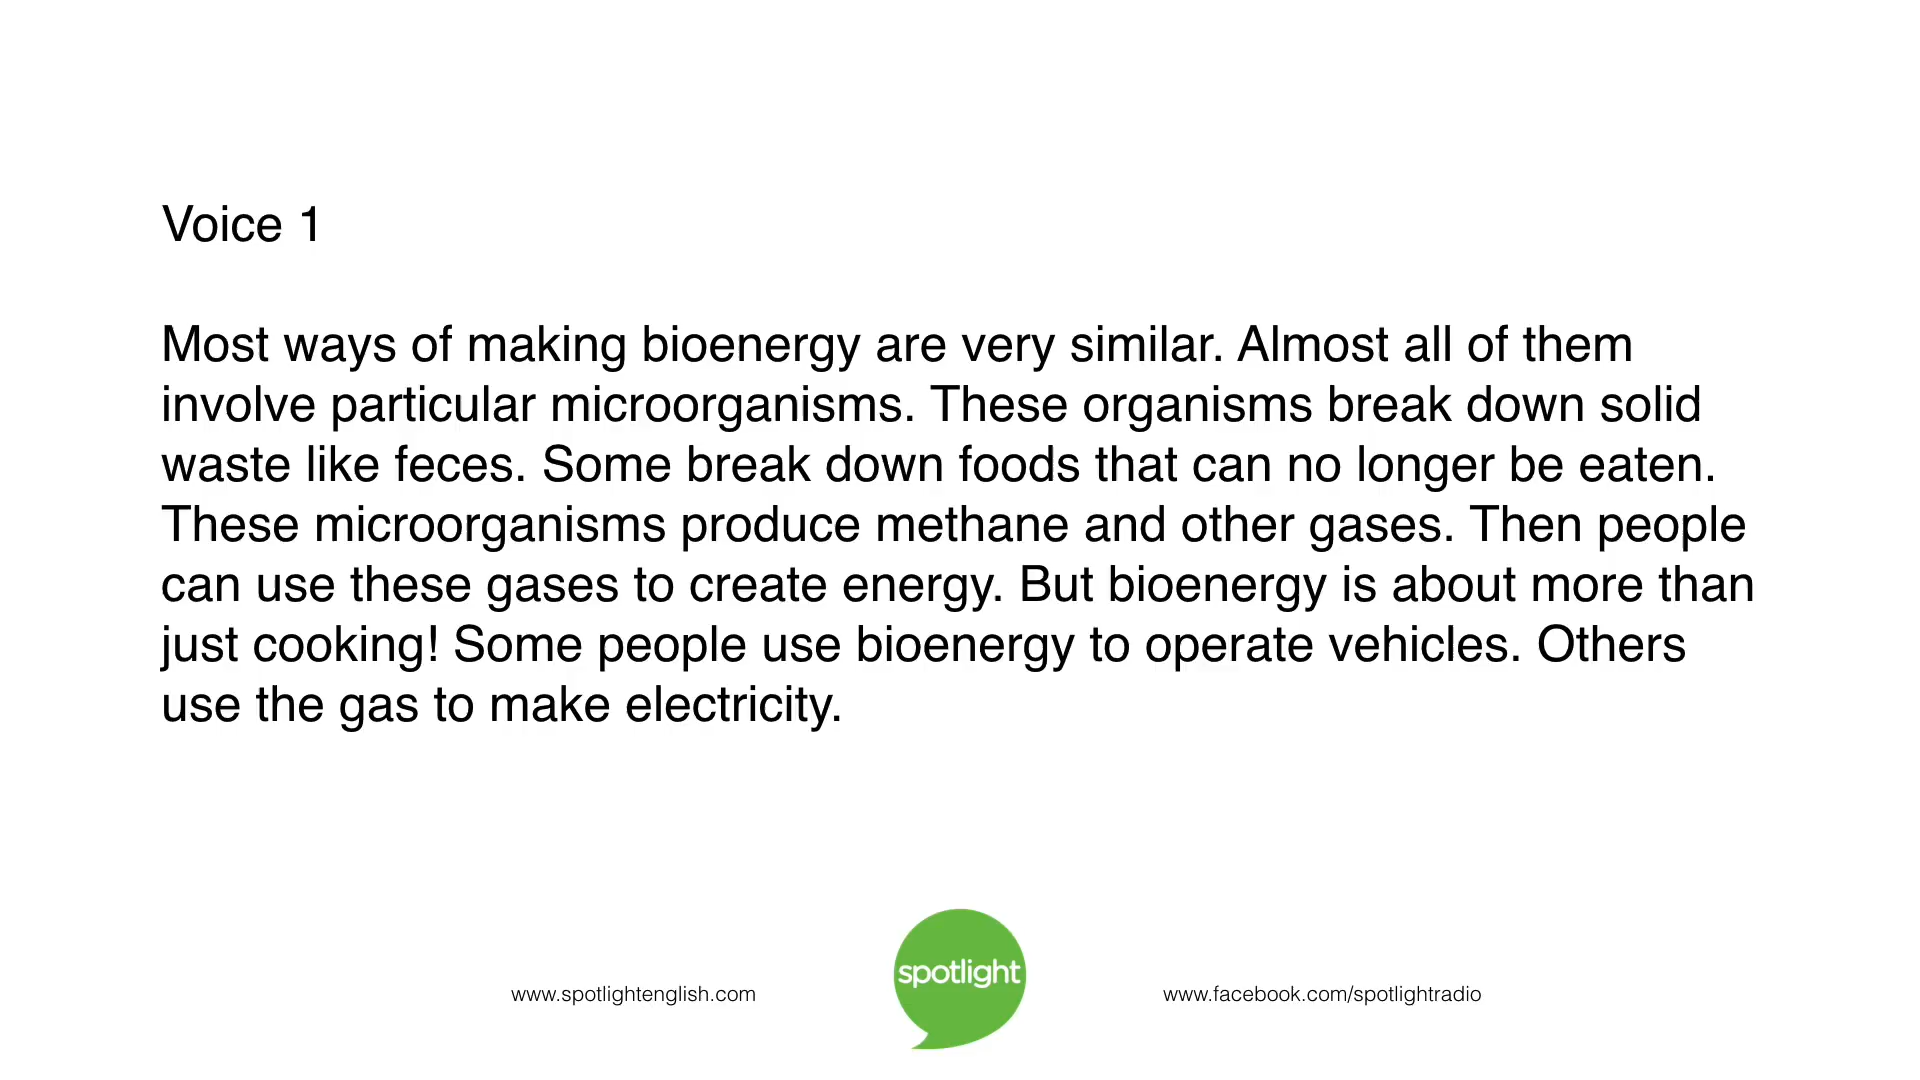 Voice 1
Most ways of making bioenergy are very similar. Almost all of them
involve particular microorganisms. These organisms break down solid
waste like feces. Some break down foods that can no longer be eaten.
These microorganisms produce methane and other gases. Then people
can use these gases to create energy. But bioenergy is about more than
just cooking! Some people use bioenergy to operate vehicles. Others
use the gas to make electricity.
spotlight
www.spotlightenglish.com
www.facebook.com/spotlightradio